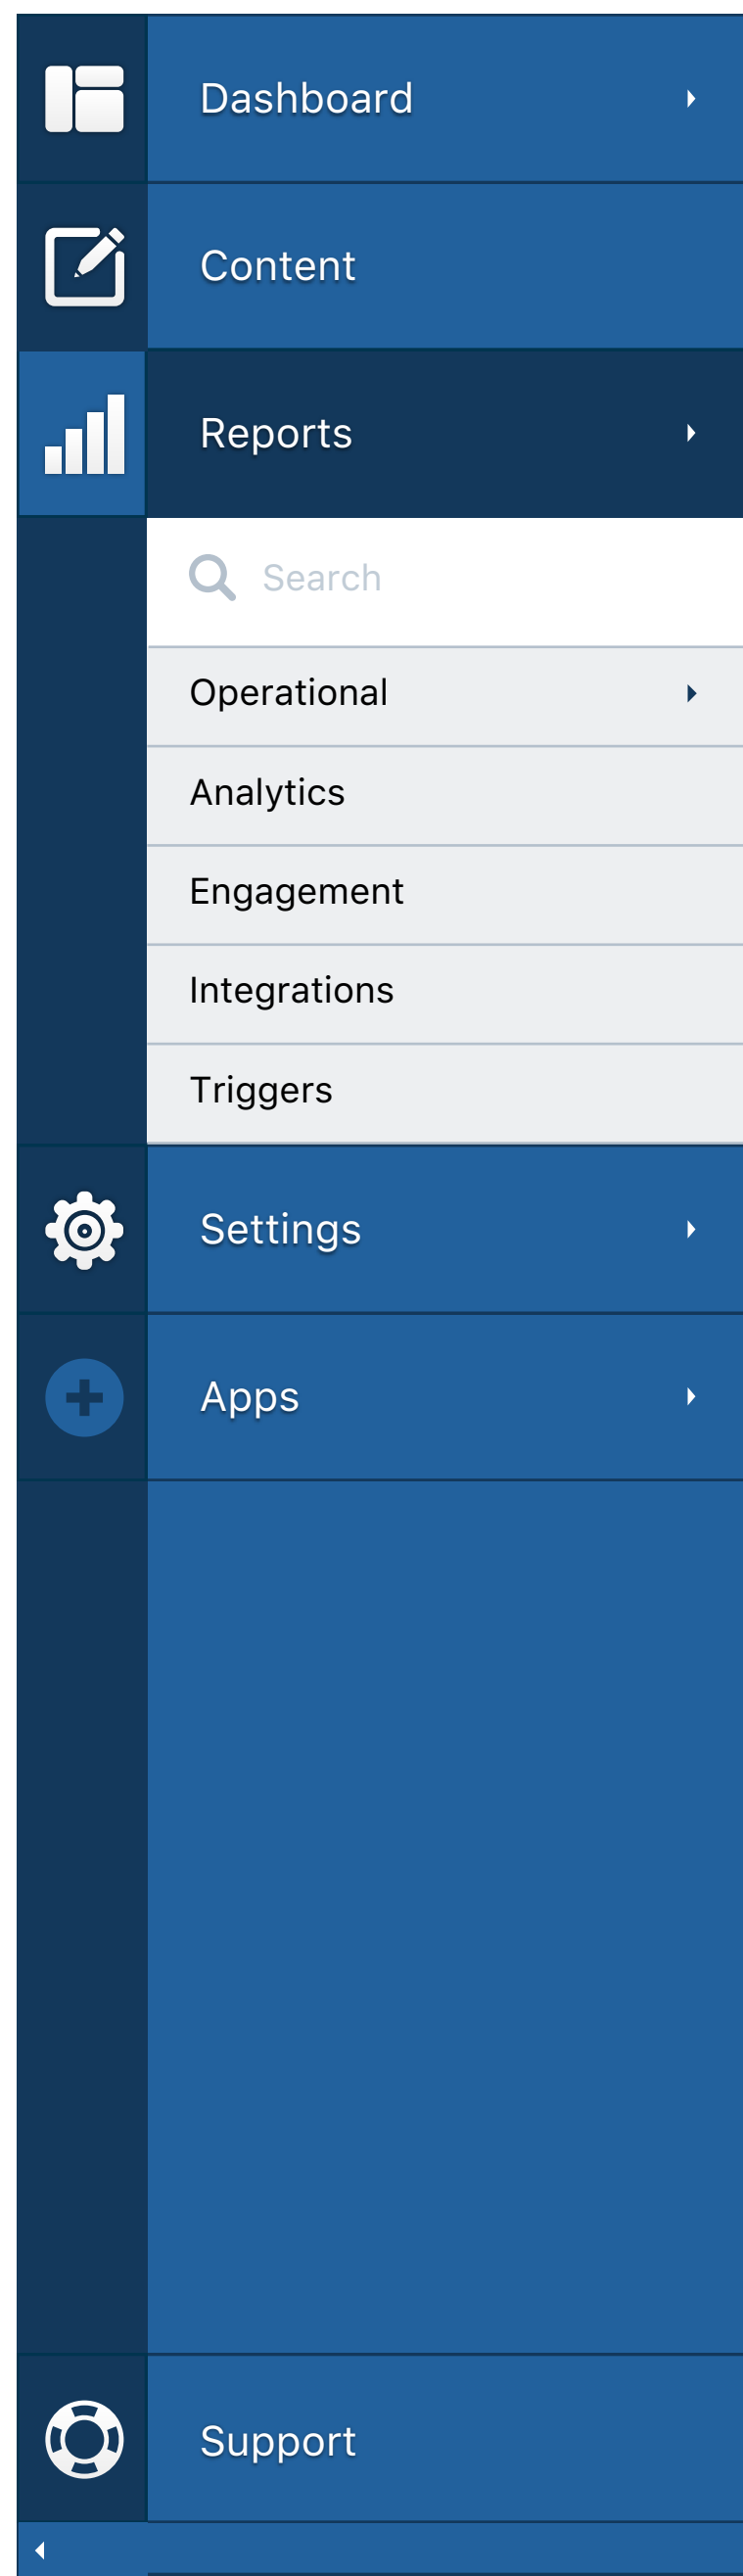 Dashboard
Content
Reports
Search
Operational
Analytics
Engagement
Integrations
Triggers
Settings
Apps
Support